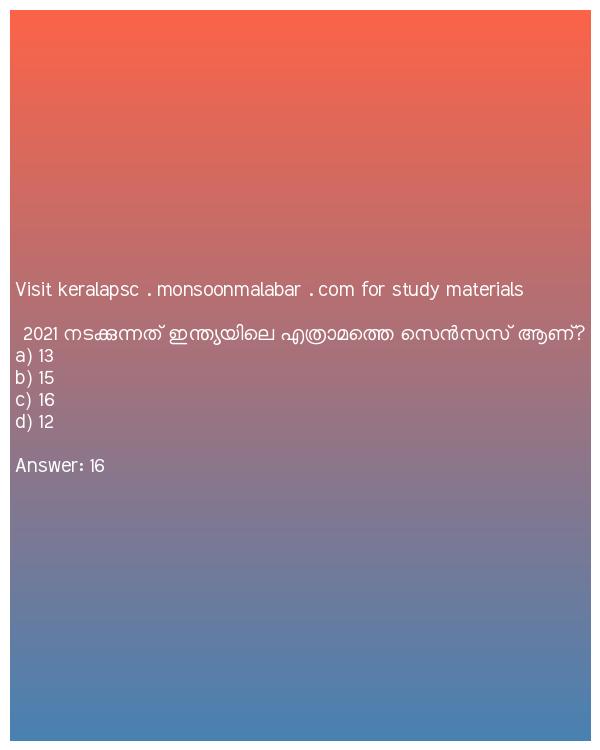 Visit keralapsc . monsoonmalabar . com for study materials
2021 നടക്കുന്നത് ഇന്ത്യയിലെ എത്രാമത്തെ സെൻസസ് ആണ്?
a) 13
b) 15
c) 16
d) 12
Answer: 16